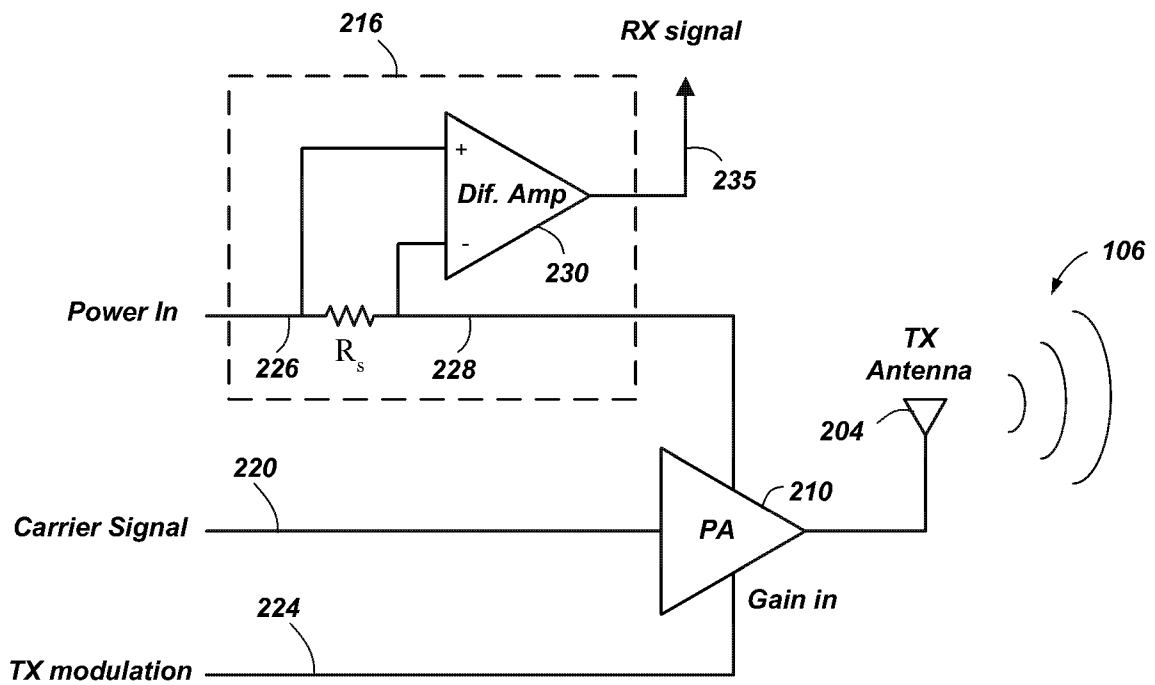 216
RX signal
+
Dif. Amp
235
-
230
106
Power In
226
Rs
228
TX
Antenna
204
220
210
Carrier Signal
PA
224
Gain in
TX modulation